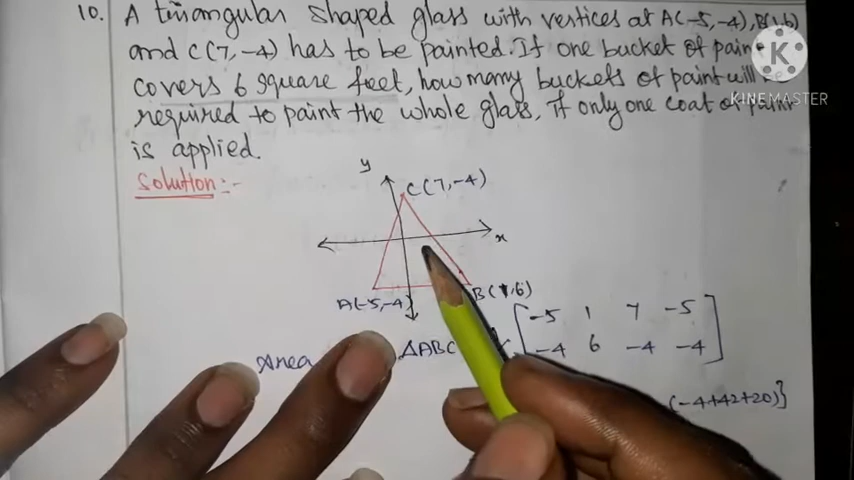 10. A triangular shaped glass with vertices at A(-5,-4), B(1,6)
and C(7,-4) has to be painted. If one bucket of paint
covers 6 square feet, how many buckets of paint will be
required to paint the whole glass, if only one coat of paint
is applied.
Solution:-
y
C(7,-4)
x
A(-5,-4)
B(1,6)
-5 1 7 -5
Area ΔABC -4 6 -4 -4
(-4+42+20)}
K
KINEMASTER